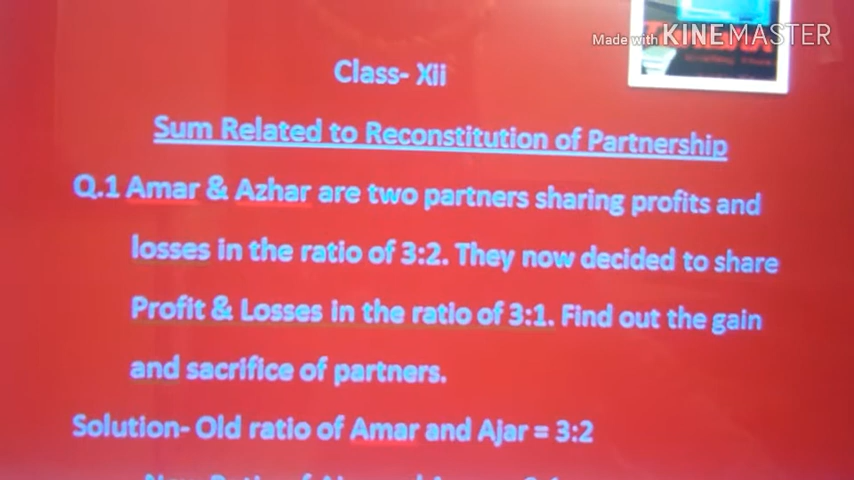 Made with KINEMASTER
Class- Xii
Sum Related to Reconstitution of Partnership
Q.1 Amar & Azhar are two partners sharing profits and
losses in the ratio of 3:2. They now decided to share
Profit & Losses in the ratio of 3:1. Find out the gain
and sacrifice of partners.
Solution- Old ratio of Amar and Ajar = 3:2